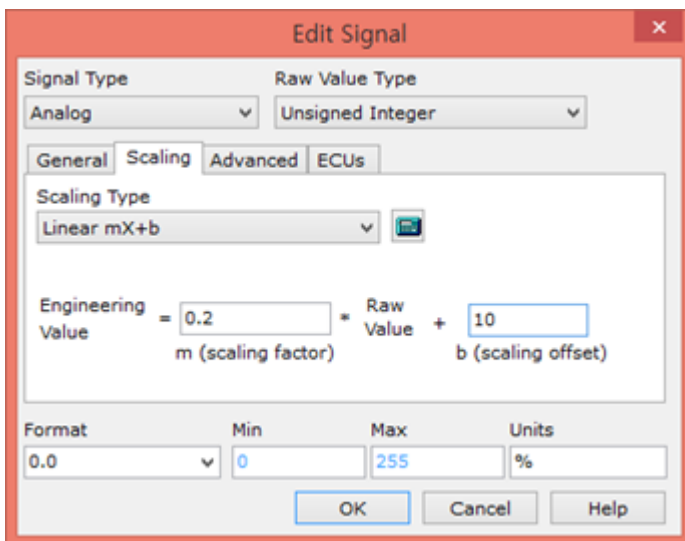 Edit Signal
Signal Type Raw Value Type
Analog Unsigned Integer
General Scaling Advanced ECUs
Scaling Type
Linear mX+b
Engineering Value = 0.2 * Raw Value + 10
m (scaling factor) b (scaling offset)
Format Min Max Units
0.0 0 255 %
OK Cancel Help